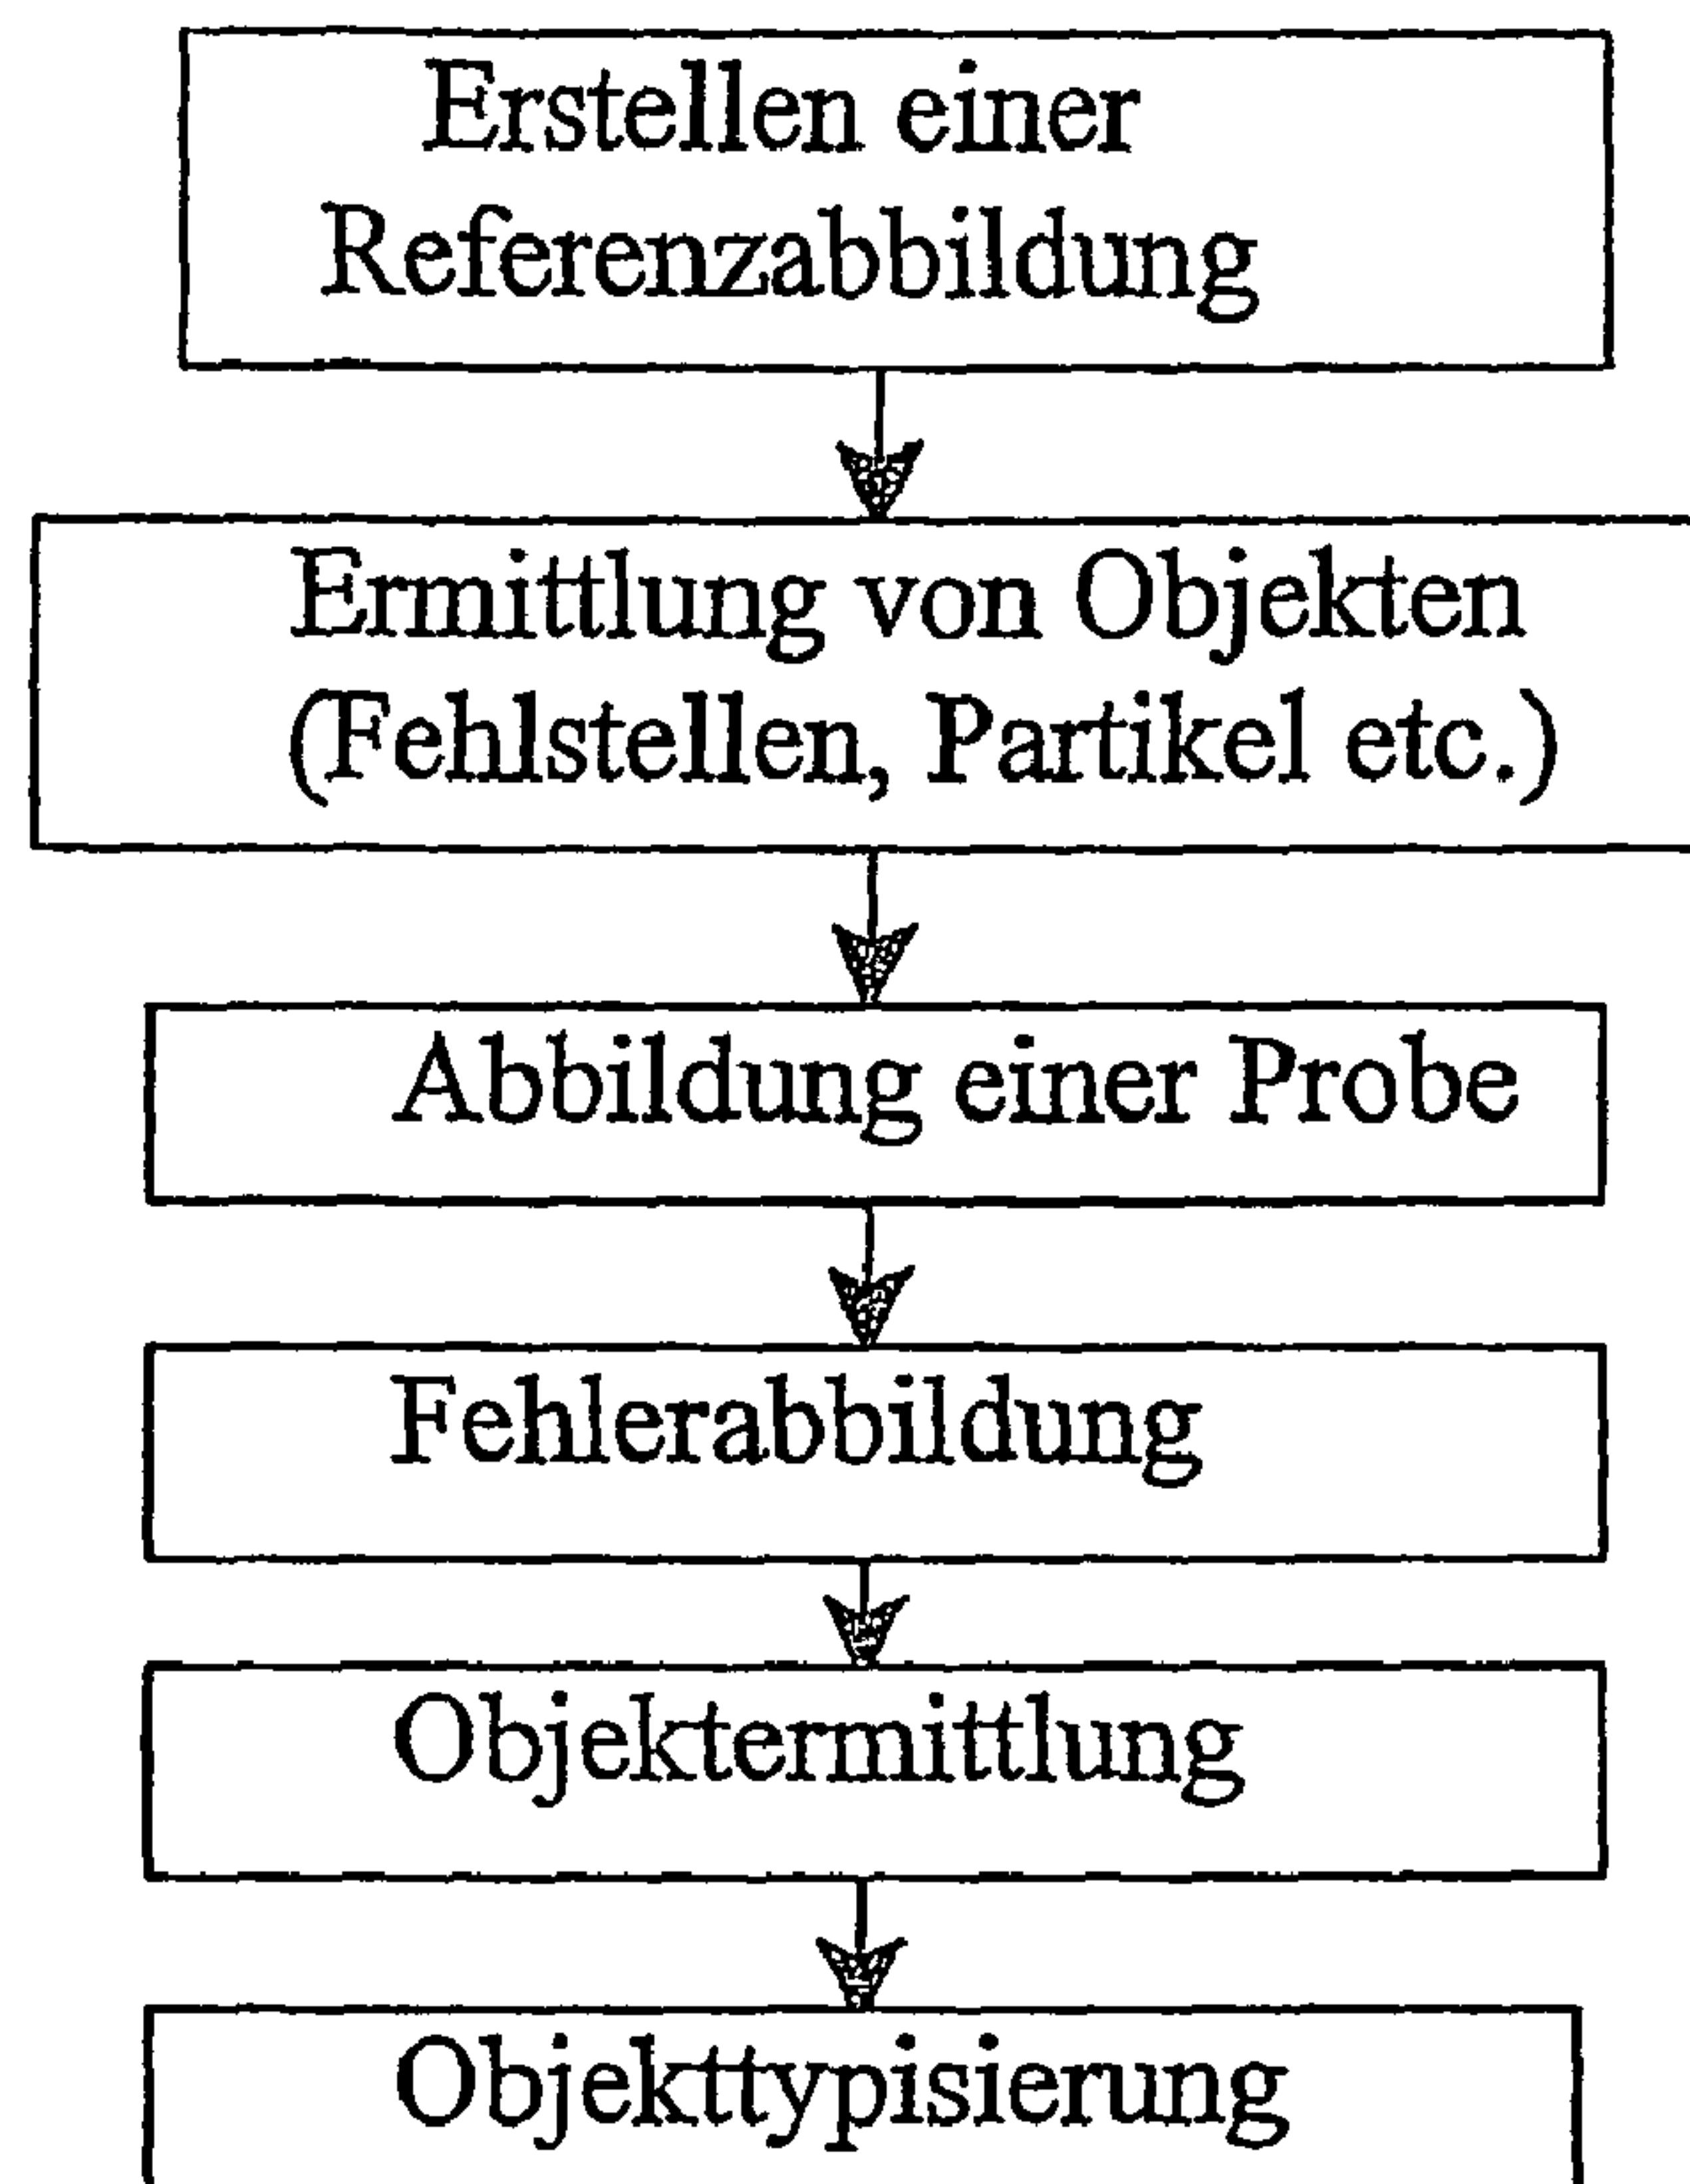 Erstellen einer
Referenzabbildung
Ermittlung von Objekten
(Fehlstellen, Partikel etc.)
Abbildung einer Probe
Fehlerabbildung
Objektermittlung
Objekttypisierung